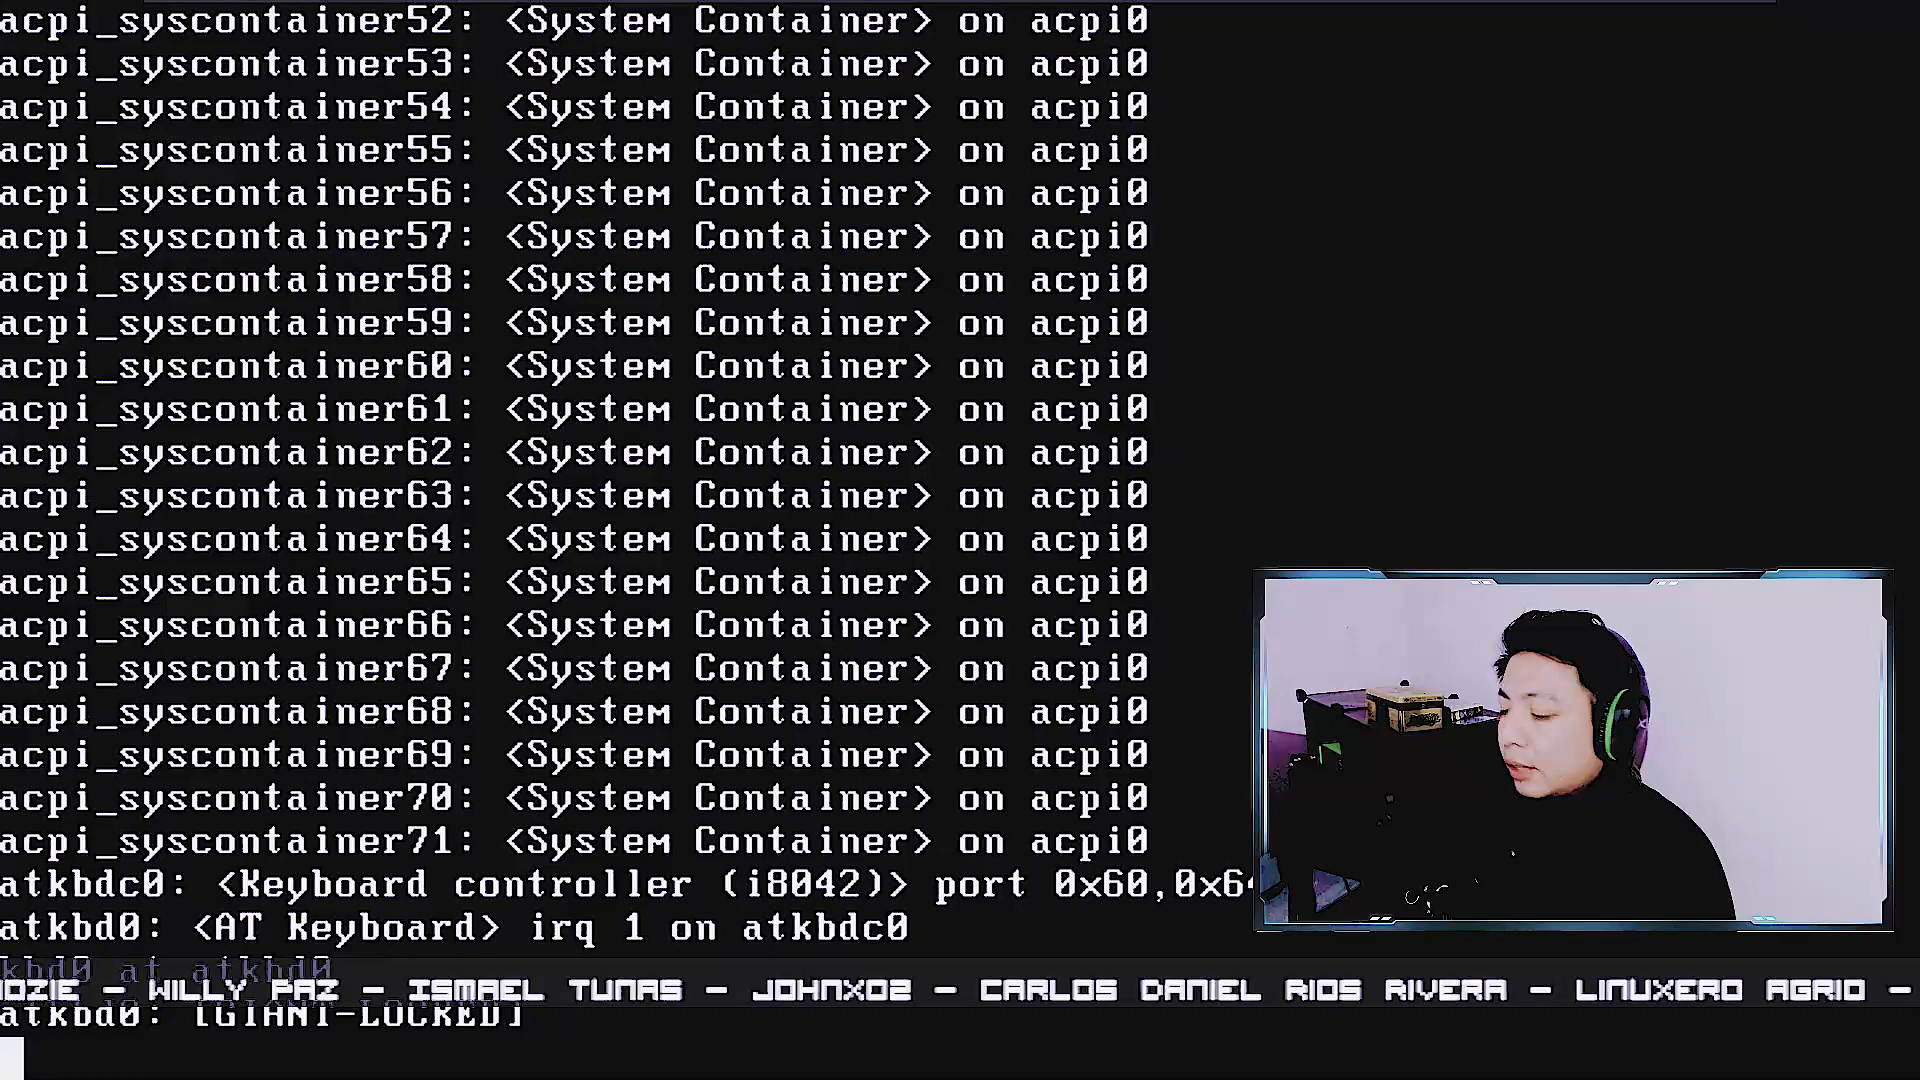 acpi_syscontainer52: <System Container> on acpi0
acpi_syscontainer53: <System Container> on acpi0
acpi_syscontainer54: <System Container> on acpi0
acpi_syscontainer55: <System Container> on acpi0
acpi_syscontainer56: <System Container> on acpi0
acpi_syscontainer57: <System Container> on acpi0
acpi_syscontainer58: <System Container> on acpi0
acpi_syscontainer59: <System Container> on acpi0
acpi_syscontainer60: <System Container> on acpi0
acpi_syscontainer61: <System Container> on acpi0
acpi_syscontainer62: <System Container> on acpi0
acpi_syscontainer63: <System Container> on acpi0
acpi_syscontainer64: <System Container> on acpi0
acpi_syscontainer65: <System Container> on acpi0
acpi_syscontainer66: <System Container> on acpi0
acpi_syscontainer67: <System Container> on acpi0
acpi_syscontainer68: <System Container> on acpi0
acpi_syscontainer69: <System Container> on acpi0
acpi_syscontainer70: <System Container> on acpi0
acpi_syscontainer71: <System Container> on acpi0
atkbdc0: <Keyboard controller (i8042)> port 0x60,0x64
atkbd0: <AT Keyboard> irq 1 on atkbdc0
kbd0 at atkbd0
- WILLY PAZ - ISMAEL TUNAS - JOHNX02 - CARLOS DANIEL RIOS RIVERA - LINUXERO AGRIO -
atkbd0: [GIANT-LOCKED]